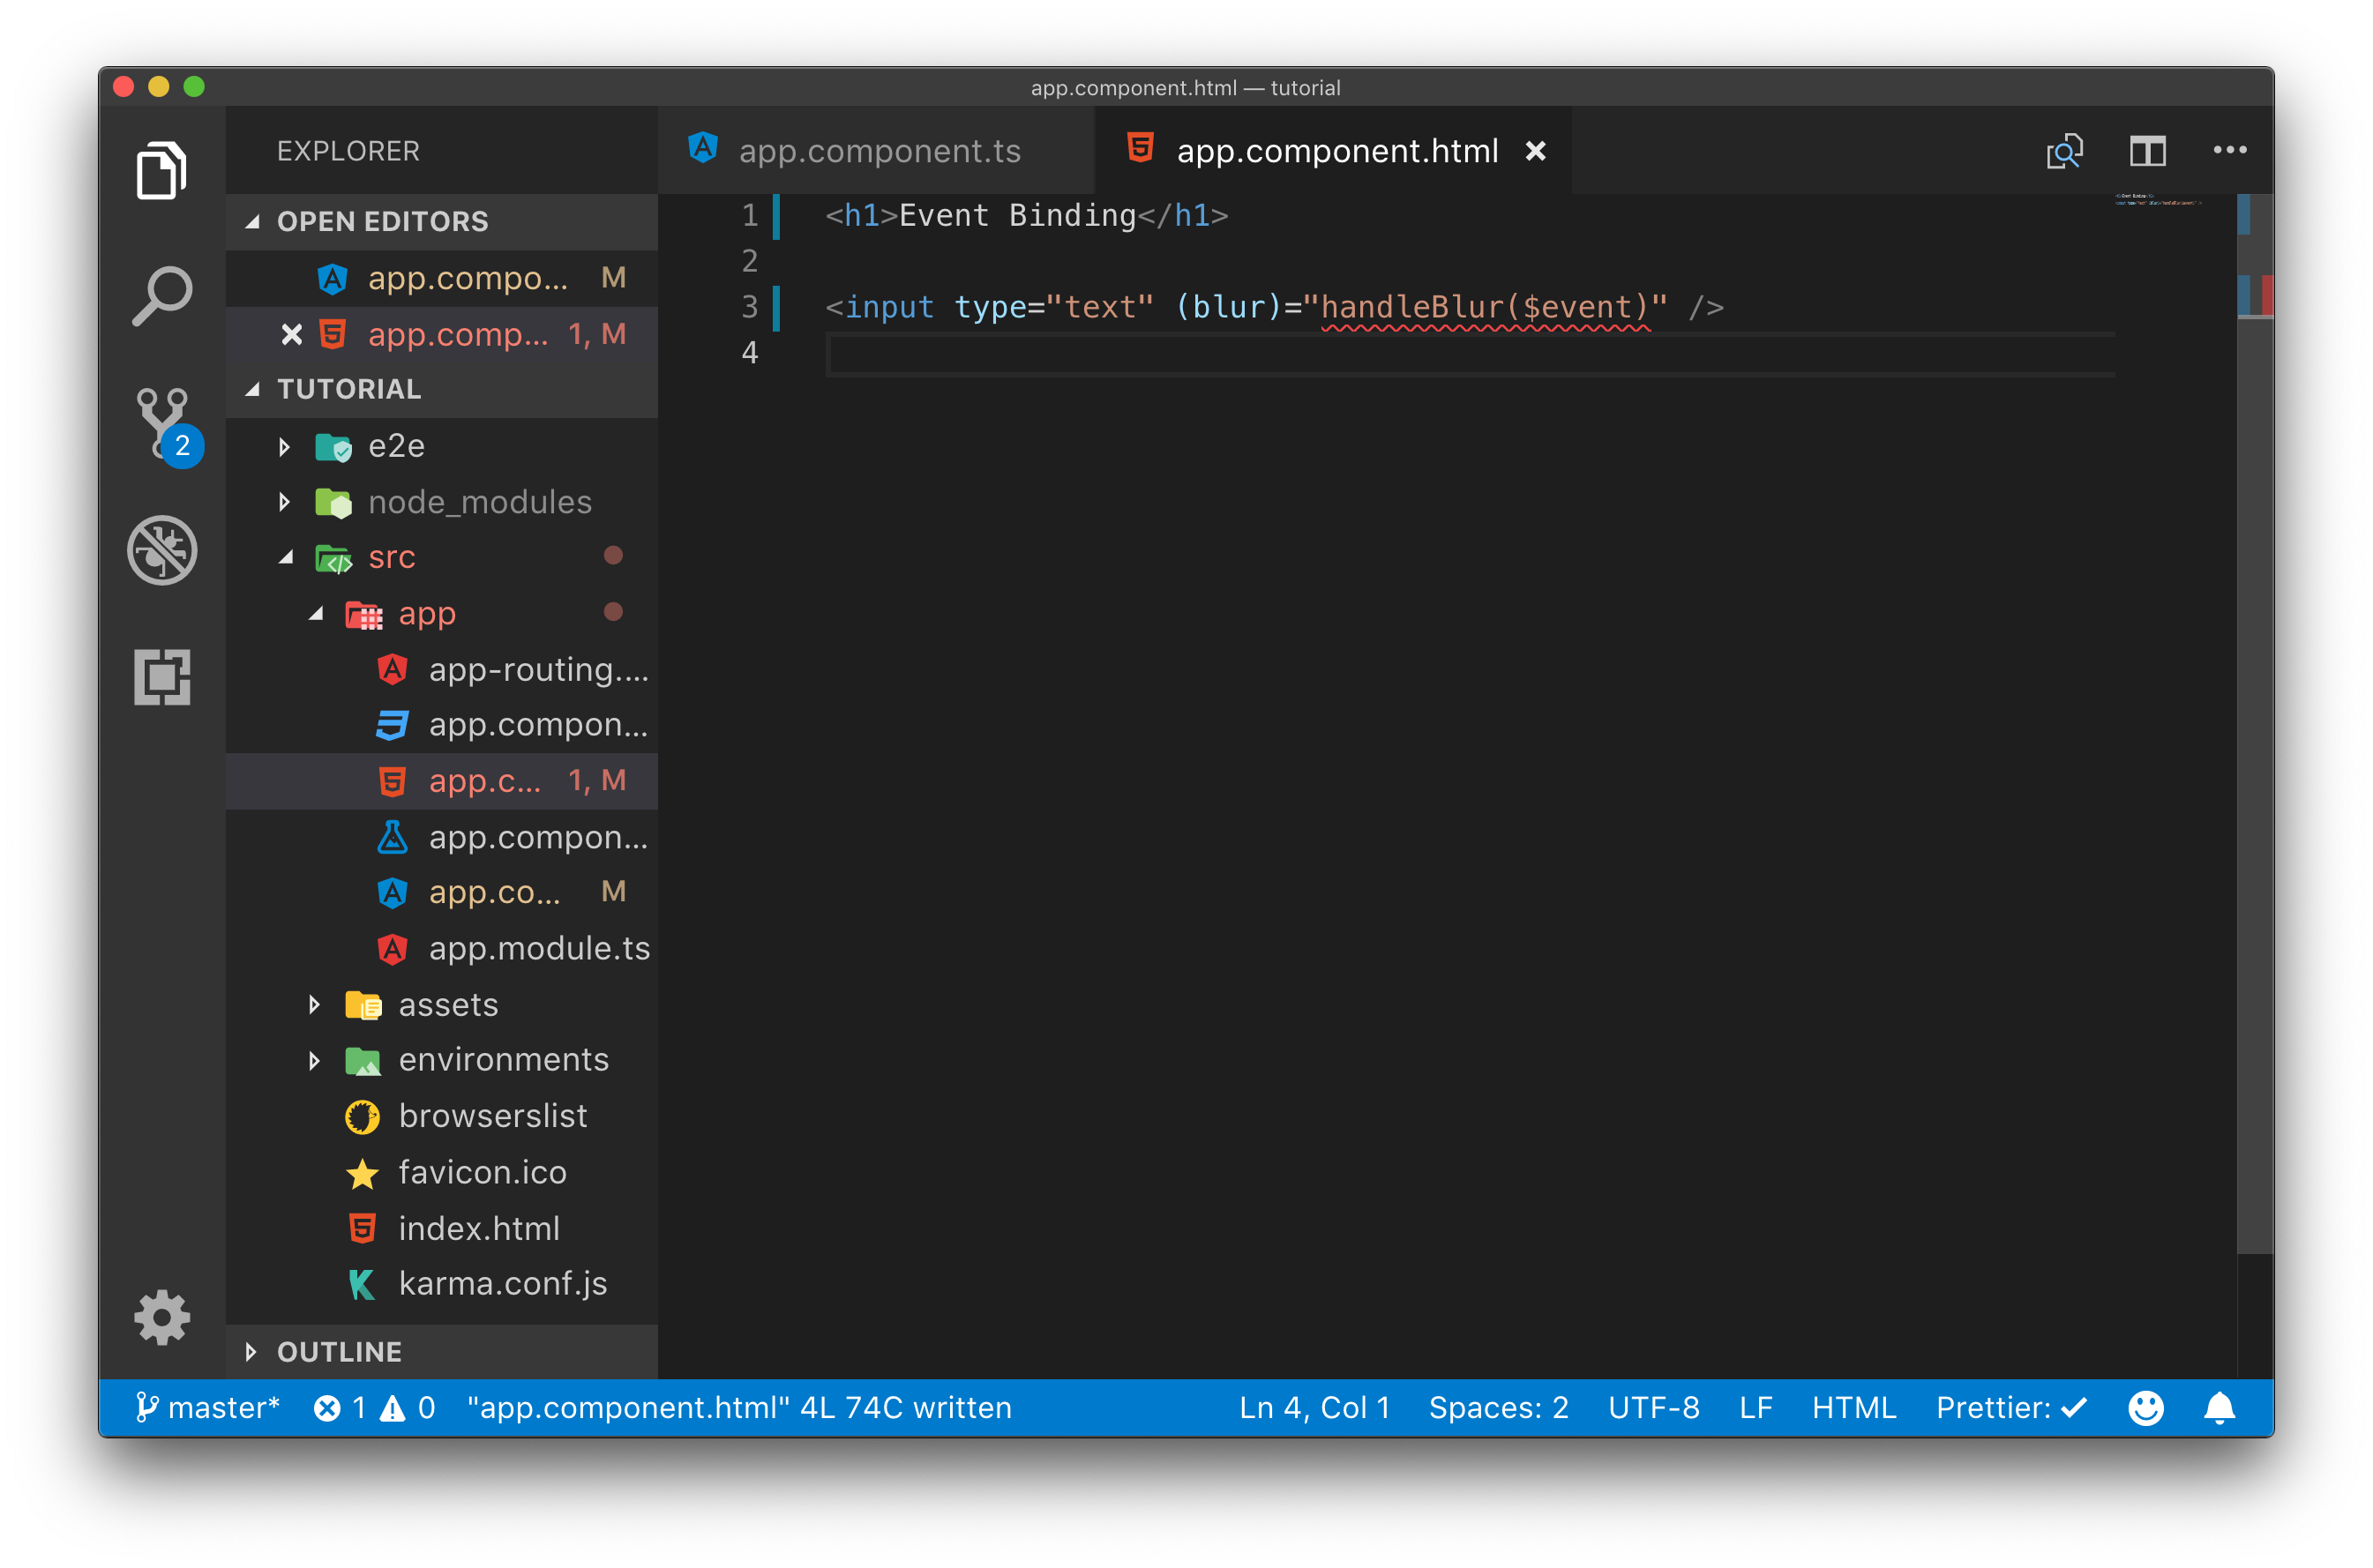 app.component.html — tutorial
EXPLORER
OPEN EDITORS
app.compo... M
app.comp... 1, M
TUTORIAL
e2e
node_modules
src
app
app-routing....
app.compon...
app.c... 1, M
app.compon...
app.co... M
app.module.ts
assets
environments
browserslist
favicon.ico
index.html
karma.conf.js
OUTLINE
2
app.component.ts
app.component.html
1 <h1>Event Binding</h1>
2
3 <input type="text" (blur)="handleBlur($event)" />
4
master* 1 0 "app.component.html" 4L 74C written Ln 4, Col 1 Spaces: 2 UTF-8 LF HTML Prettier: ✓